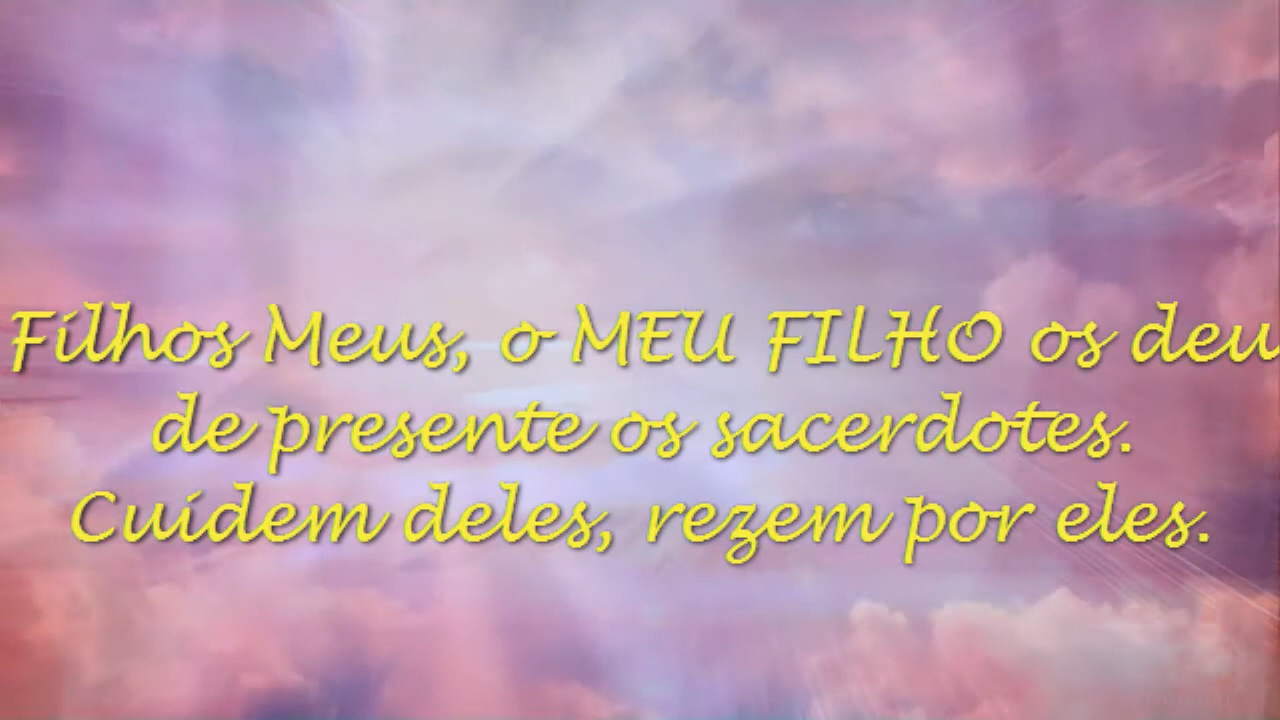 Filhos Meus, o MEU FILHO os deu
de presente os sacerdotes.
Cuidem deles, rezem por eles.